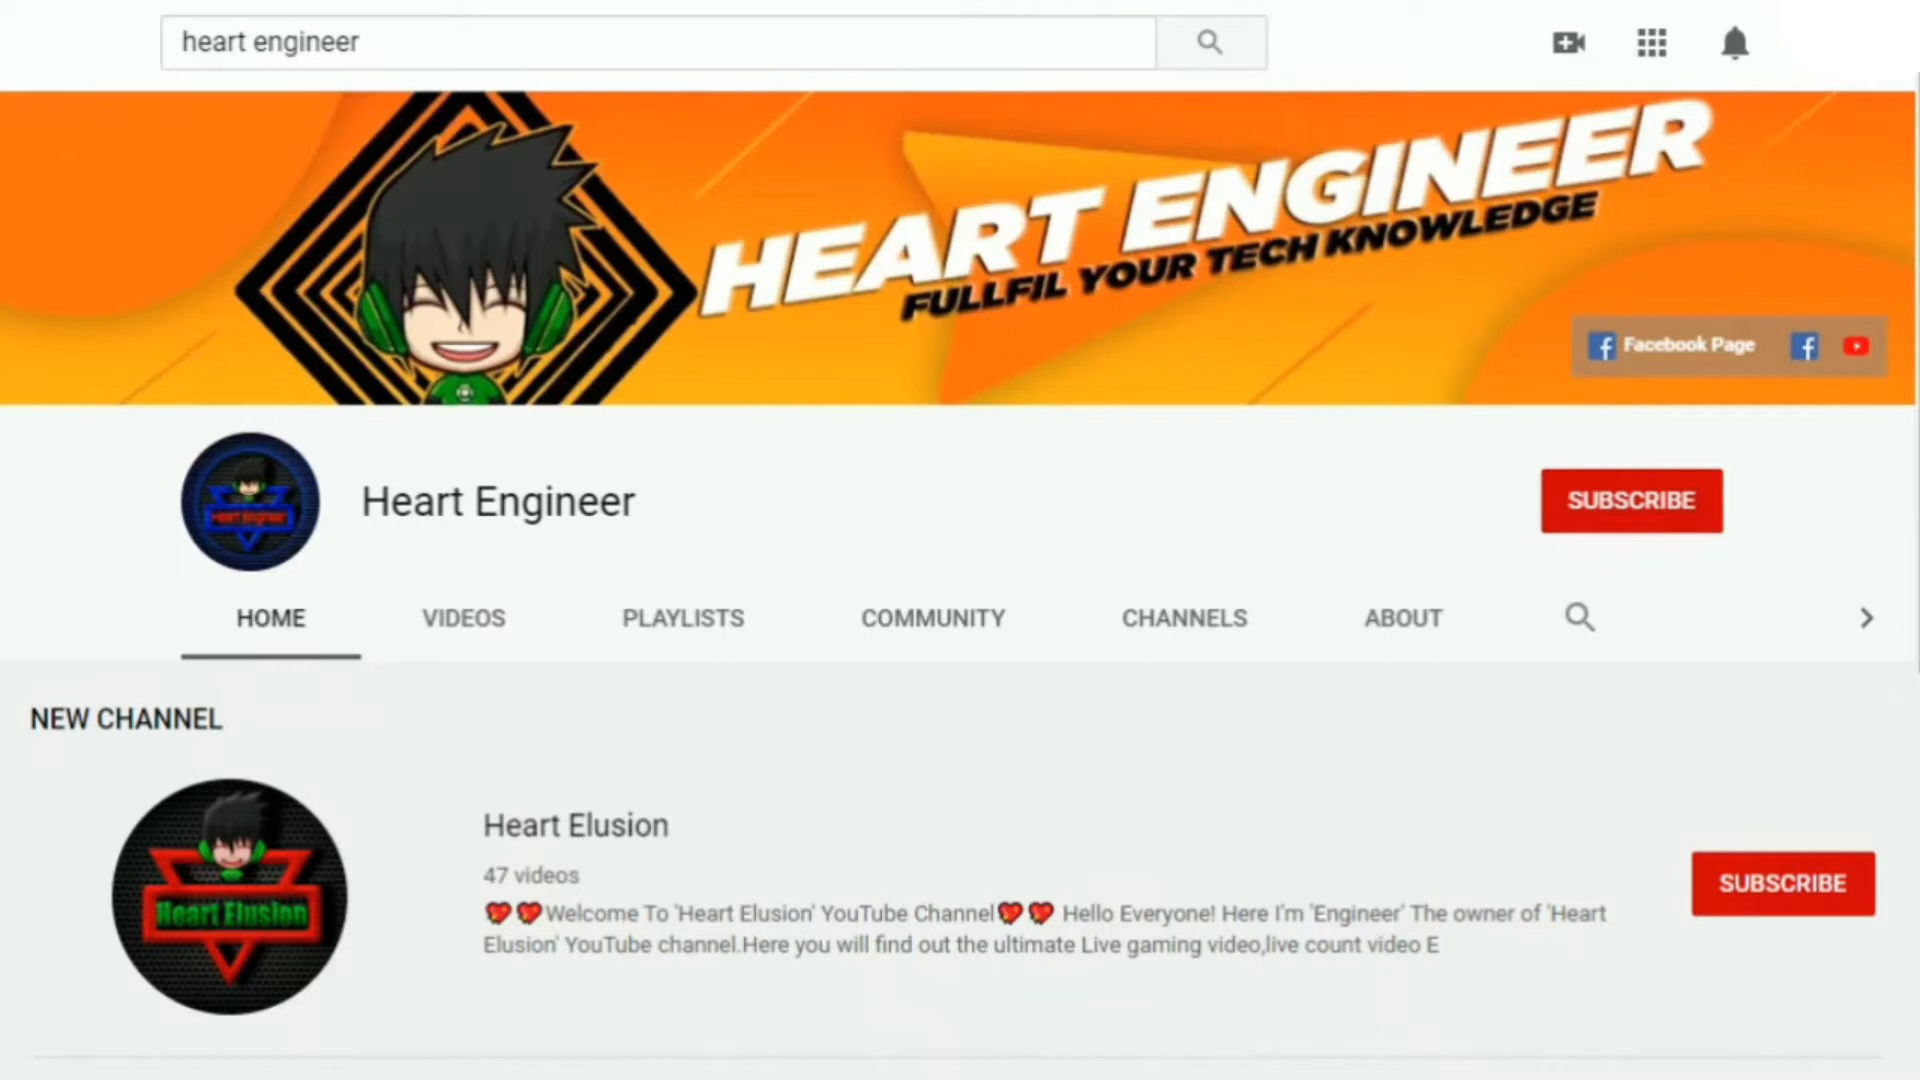 heart engineer
HEART ENGINEER
FULLFIL YOUR TECH KNOWLEDGE
Facebook Page
Heart Engineer
Heart Engineer
SUBSCRIBE
HOME
VIDEOS
PLAYLISTS
COMMUNITY
CHANNELS
ABOUT
NEW CHANNEL
Heart Elusion
Heart Elusion
47 videos
💖💖Welcome To 'Heart Elusion' YouTube Channel💖💖 Hello Everyone! Here I'm 'Engineer' The owner of 'Heart
Elusion' YouTube channel.Here you will find out the ultimate Live gaming video,live count video E
SUBSCRIBE